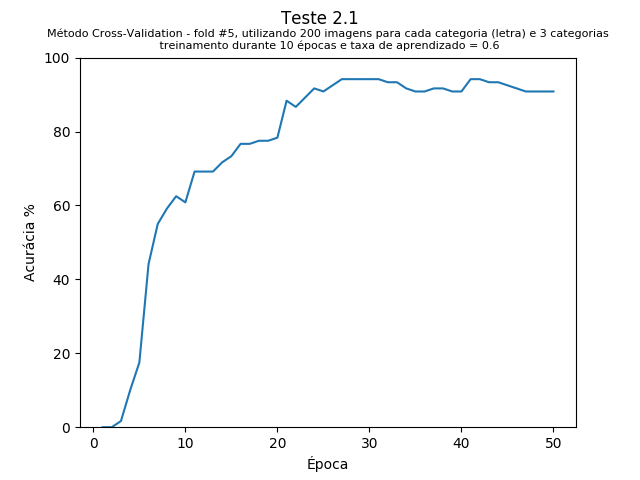 Teste 2.1
Método Cross-Validation - fold #5, utilizando 200 imagens para cada categoria (letra) e 3 categorias
treinamento durante 10 épocas e taxa de aprendizado = 0.6
100
80
60
40
20
0
Acurácia %
0 10 20 30 40 50
Época